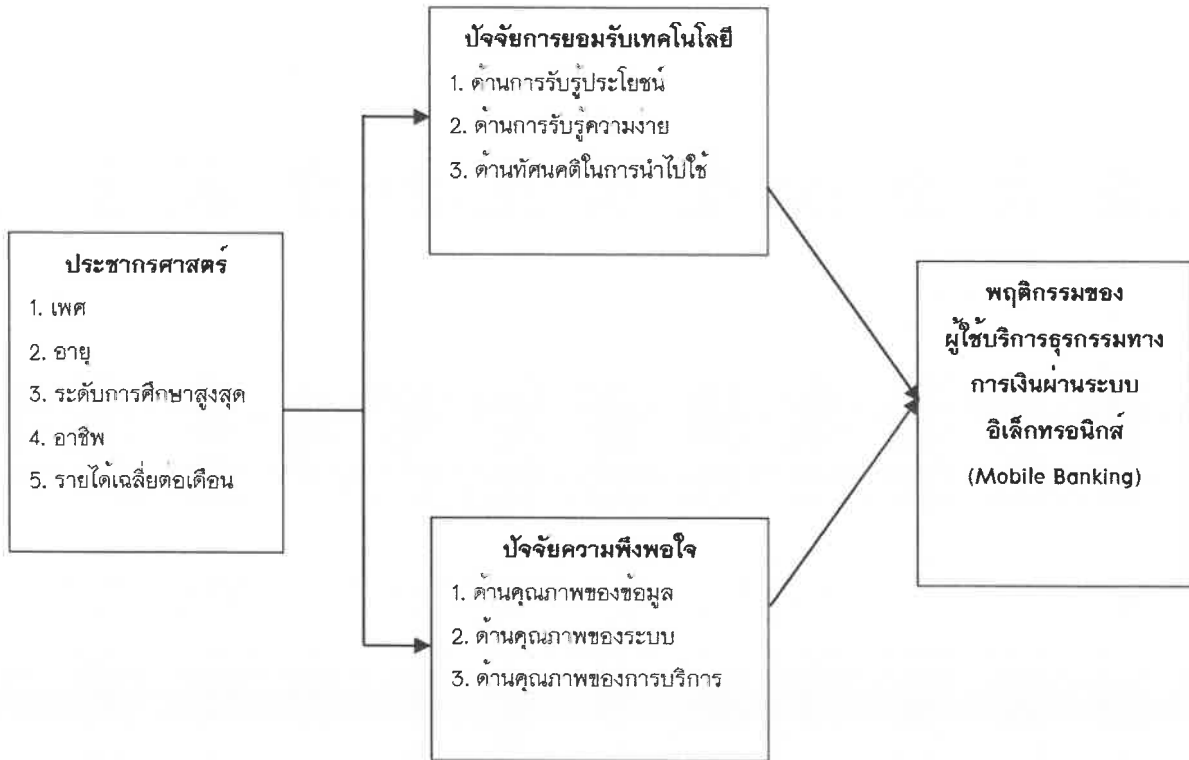 ปัจจัยการยอมรับเทคโนโลยี
1. ด้านการรับรู้ประโยชน์
2. ด้านการรับรู้ความง่าย
3. ด้านทัศนคติในการนำไปใช้
ประชากรศาสตร์
1. เพศ
2. อายุ
3. ระดับการศึกษาสูงสุด
4. อาชีพ
5. รายได้เฉลี่ยต่อเดือน
พฤติกรรมของ
ผู้ใช้บริการธุรกรรมทาง
การเงินผ่านระบบ
อิเล็กทรอนิกส์
(Mobile Banking)
ปัจจัยความพึงพอใจ
1. ด้านคุณภาพของข้อมูล
2. ด้านคุณภาพของระบบ
3. ด้านคุณภาพของการบริการ